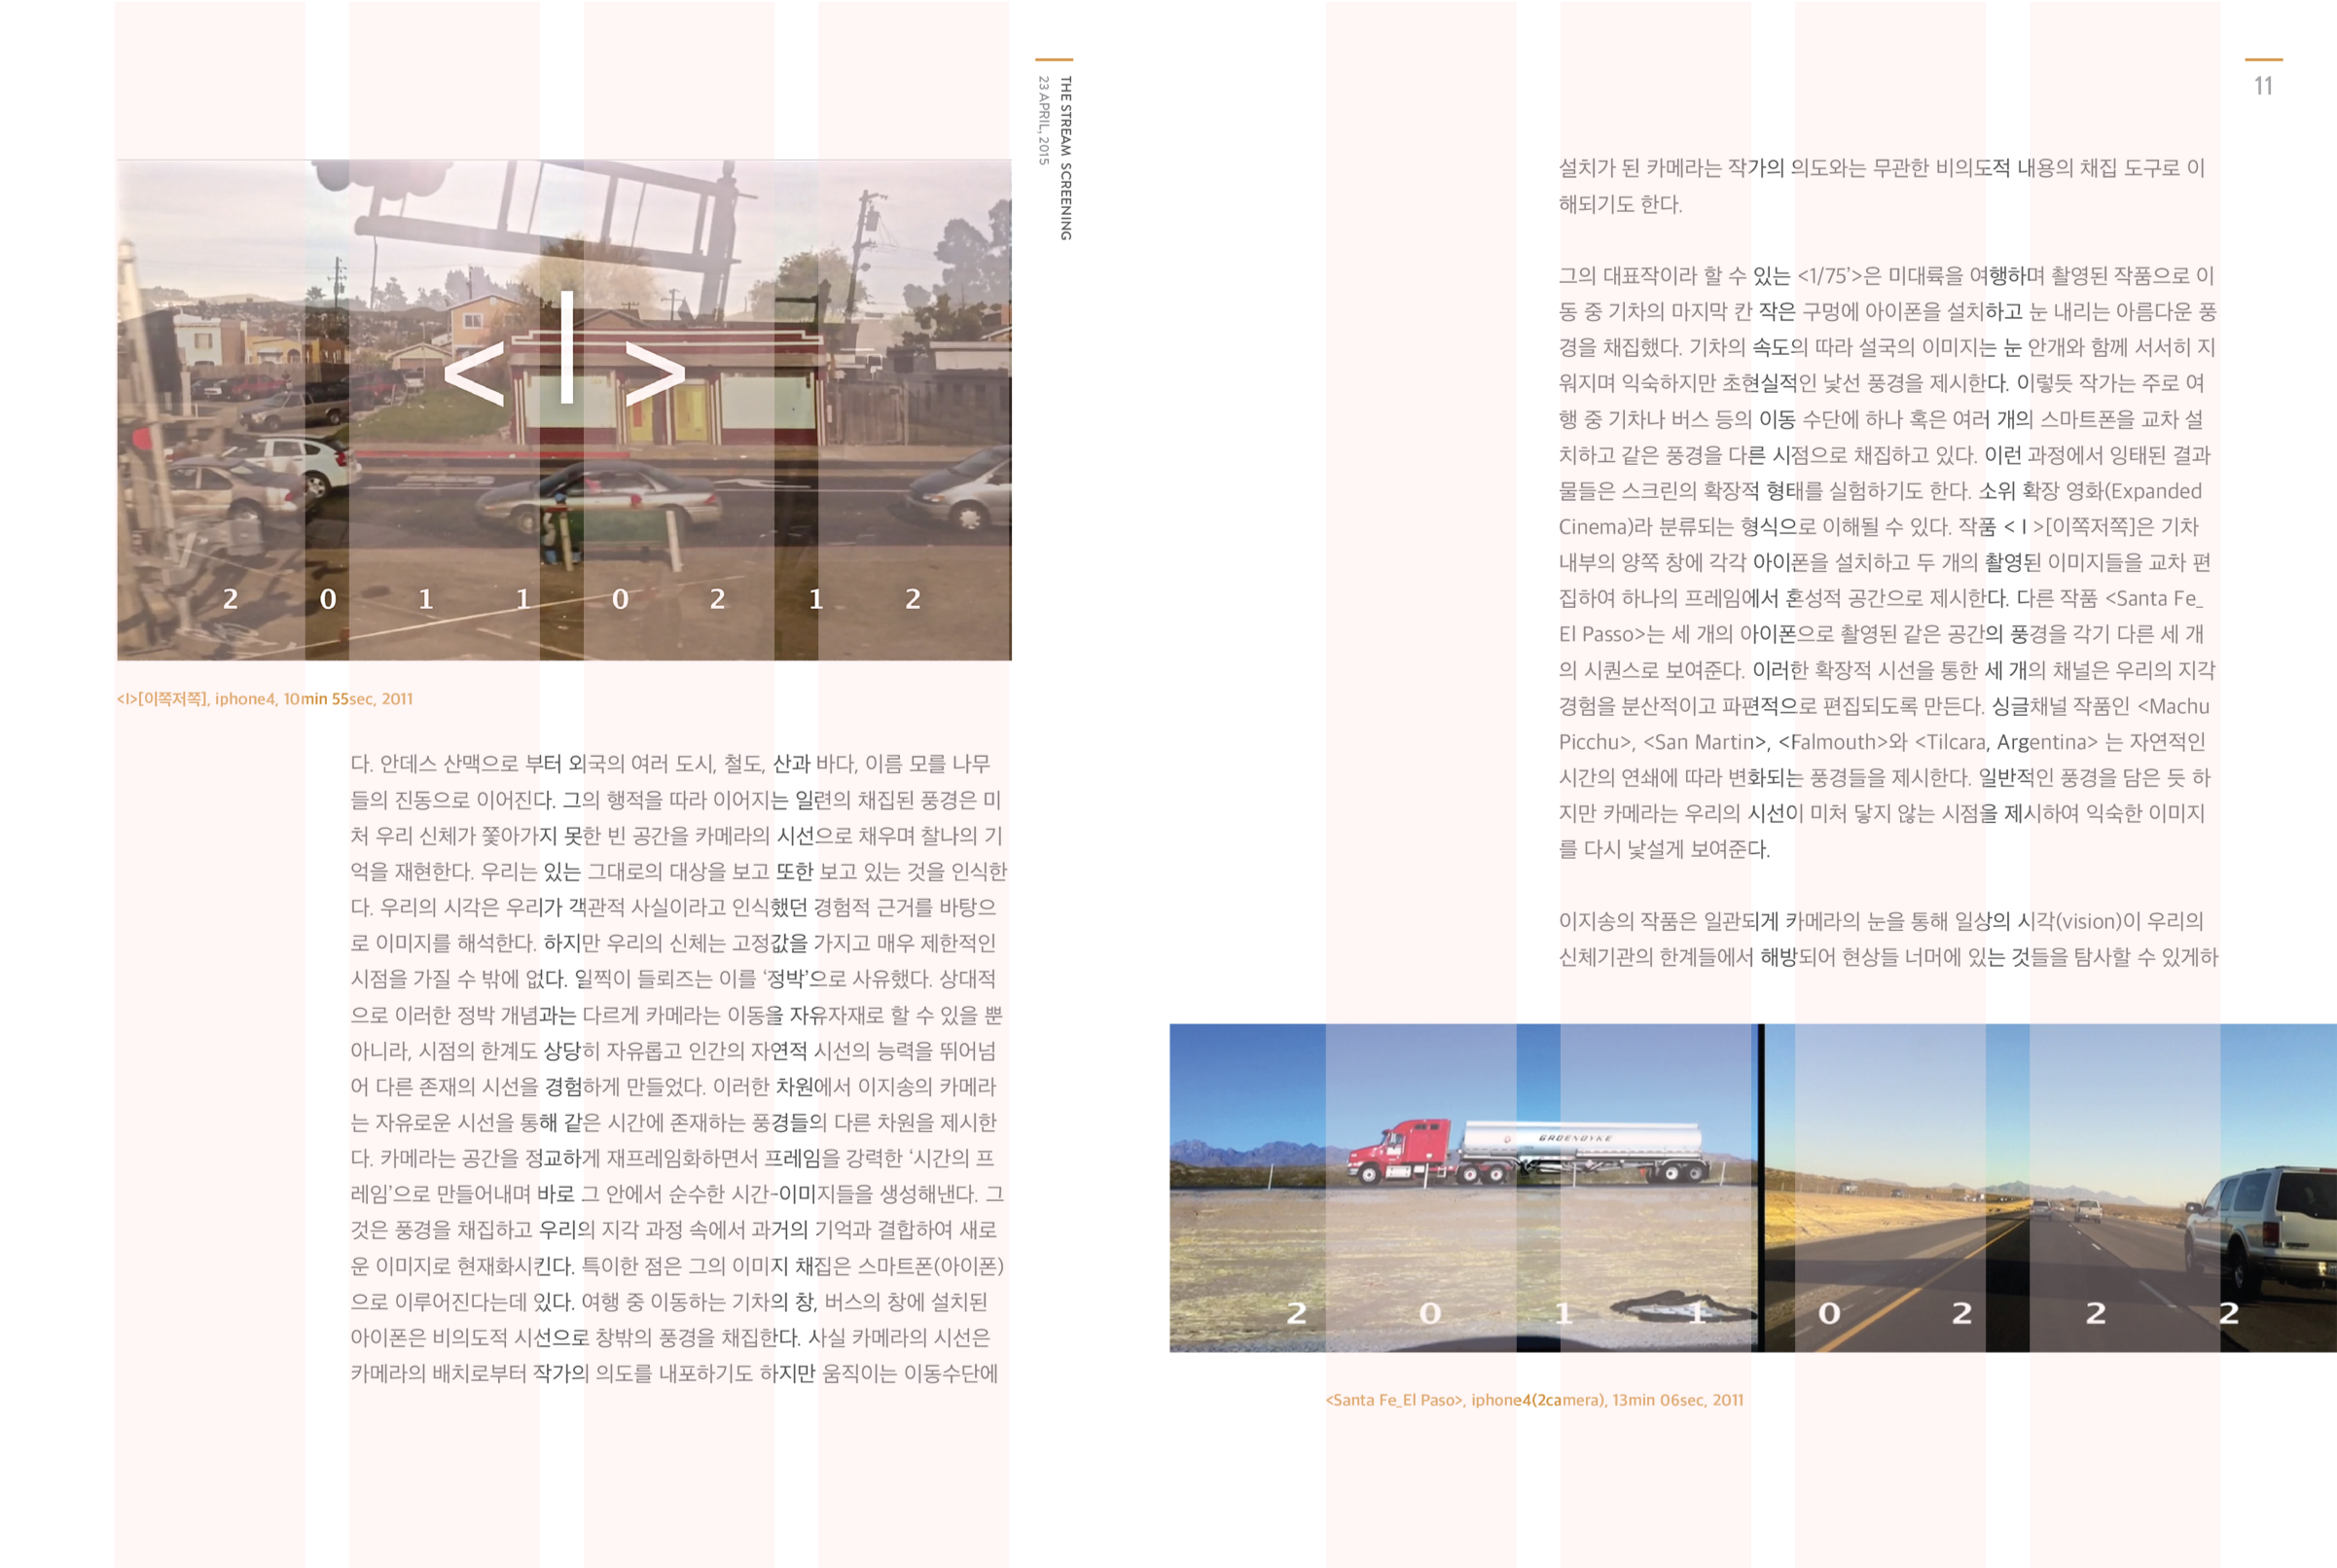 THE STREAM SCREENING
23 APRIL, 2015
< | >
2 0 1 1 0 2 1 2
<I>[이쪽저쪽], iphone4, 10min 55sec, 2011
다. 안데스 산맥으로 부터 외국의 여러 도시, 철도, 산과 바다, 이름 모를 나무
들의 진동으로 이어진다. 그의 행적을 따라 이어지는 일련의 채집된 풍경은 미
처 우리 신체가 쫓아가지 못한 빈 공간을 카메라의 시선으로 채우며 찰나의 기
억을 재현한다. 우리는 있는 그대로의 대상을 보고 또한 보고 있는 것을 인식한
다. 우리의 시각은 우리가 객관적 사실이라고 인식했던 경험적 근거를 바탕으
로 이미지를 해석한다. 하지만 우리의 신체는 고정값을 가지고 매우 제한적인
시점을 가질 수 밖에 없다. 일찍이 들뢰즈는 이를 ‘정박’으로 사유했다. 상대적
으로 이러한 정박 개념과는 다르게 카메라는 이동을 자유자재로 할 수 있을 뿐
아니라, 시점의 한계도 상당히 자유롭고 인간의 자연적 시선의 능력을 뛰어넘
어 다른 존재의 시선을 경험하게 만들었다. 이러한 차원에서 이지송의 카메라
는 자유로운 시선을 통해 같은 시간에 존재하는 풍경들의 다른 차원을 제시한
다. 카메라는 공간을 정교하게 재프레임화하면서 프레임을 강력한 ‘시간의 프
레임’으로 만들어내며 바로 그 안에서 순수한 시간-이미지들을 생성해낸다. 그
것은 풍경을 채집하고 우리의 지각 과정 속에서 과거의 기억과 결합하여 새로
운 이미지로 현재화시킨다. 특이한 점은 그의 이미지 채집은 스마트폰(아이폰)
으로 이루어진다는데 있다. 여행 중 이동하는 기차의 창, 버스의 창에 설치된
아이폰은 비의도적 시선으로 창밖의 풍경을 채집한다. 사실 카메라의 시선은
카메라의 배치로부터 작가의 의도를 내포하기도 하지만 움직이는 이동수단에
11
설치가 된 카메라는 작가의 의도와는 무관한 비의도적 내용의 채집 도구로 이
해되기도 한다.
그의 대표작이라 할 수 있는 <1/75’>은 미대륙을 여행하며 촬영된 작품으로 이
동 중 기차의 마지막 칸 작은 구멍에 아이폰을 설치하고 눈 내리는 아름다운 풍
경을 채집했다. 기차의 속도의 따라 설국의 이미지는 눈 안개와 함께 서서히 지
워지며 익숙하지만 초현실적인 낯선 풍경을 제시한다. 이렇듯 작가는 주로 여
행 중 기차나 버스 등의 이동 수단에 하나 혹은 여러 개의 스마트폰을 교차 설
치하고 같은 풍경을 다른 시점으로 채집하고 있다. 이런 과정에서 잉태된 결과
물들은 스크린의 확장적 형태를 실험하기도 한다. 소위 확장 영화(Expanded
Cinema)라 분류되는 형식으로 이해될 수 있다. 작품 < I >[이쪽저쪽]은 기차
내부의 양쪽 창에 각각 아이폰을 설치하고 두 개의 촬영된 이미지들을 교차 편
집하여 하나의 프레임에서 혼성적 공간으로 제시한다. 다른 작품 <Santa Fe_
El Passo>는 세 개의 아이폰으로 촬영된 같은 공간의 풍경을 각기 다른 세 개
의 시퀀스로 보여준다. 이러한 확장적 시선을 통한 세 개의 채널은 우리의 지각
경험을 분산적이고 파편적으로 편집되도록 만든다. 싱글채널 작품인 <Machu
Picchu>, <San Martin>, <Falmouth>와 <Tilcara, Argentina> 는 자연적인
시간의 연쇄에 따라 변화되는 풍경들을 제시한다. 일반적인 풍경을 담은 듯 하
지만 카메라는 우리의 시선이 미처 닿지 않는 시점을 제시하여 익숙한 이미지
를 다시 낯설게 보여준다.
이지송의 작품은 일관되게 카메라의 눈을 통해 일상의 시각(vision)이 우리의
신체기관의 한계들에서 해방되어 현상들 너머에 있는 것들을 탐사할 수 있게하
GROENDYKE
2 0 1 1 0 2 2 2
<Santa Fe_El Paso>, iphone4(2camera), 13min 06sec, 2011